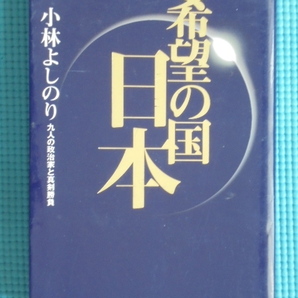 希望の国
日本
小林よしのり
九人の政治家と真剣勝負